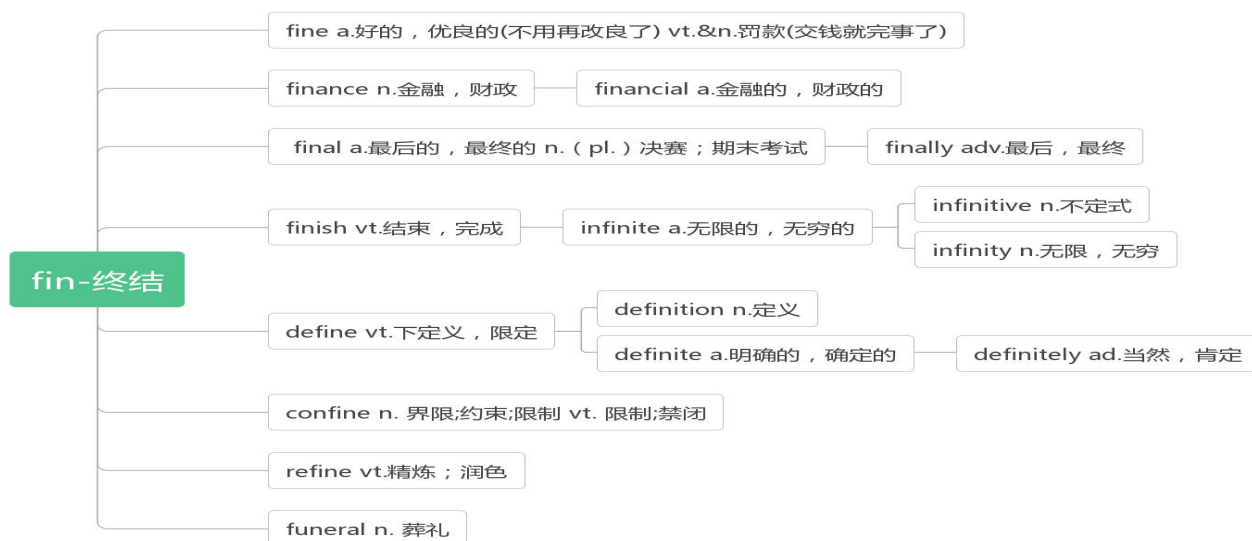 fine a.好的，优良的(不用再改良了) vt.&n.罚款(交钱就完事了)
finance n.金融，财政
financial a.金融的，财政的
final a.最后的，最终的 n.（pl.）决赛；期末考试
finally adv.最后，最终
finish vt.结束，完成
infinite a.无限的，无穷的
infinitive n.不定式
infinity n.无限，无穷
fin-终结
define vt.下定义，限定
definition n.定义
definite a.明确的，确定的
definitely ad.当然，肯定
confine n. 界限;约束;限制 vt. 限制;禁闭
refine vt.精炼；润色
funeral n. 葬礼